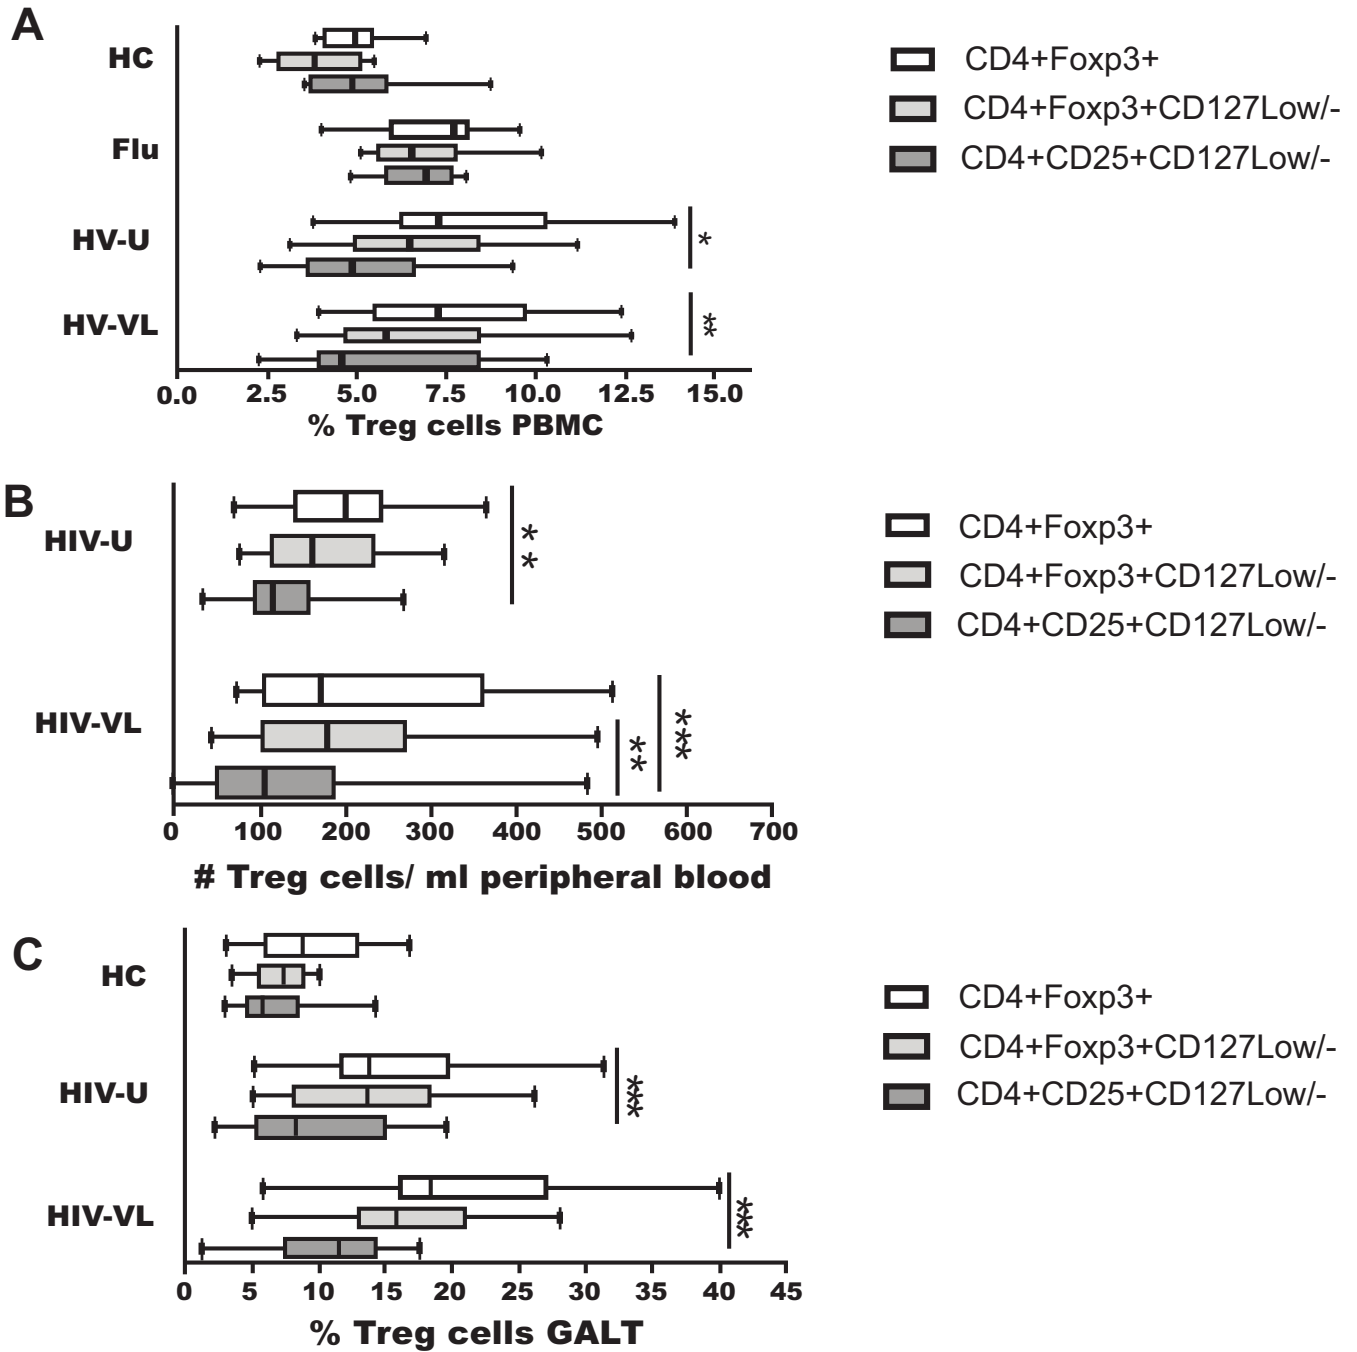 A
HC
Flu
HV-U
HV-VL
*
**
0.0 2.5 5.0 7.5 10.0 12.5 15.0
% Treg cells PBMC
CD4+Foxp3+
CD4+Foxp3+CD127Low/-
CD4+CD25+CD127Low/-
B
HIV-U
HIV-VL
**
**
***
0 100 200 300 400 500 600 700
# Treg cells/ ml peripheral blood
CD4+Foxp3+
CD4+Foxp3+CD127Low/-
CD4+CD25+CD127Low/-
C
HC
HIV-U
HIV-VL
***
***
0 5 10 15 20 25 30 35 40 45
% Treg cells GALT
CD4+Foxp3+
CD4+Foxp3+CD127Low/-
CD4+CD25+CD127Low/-